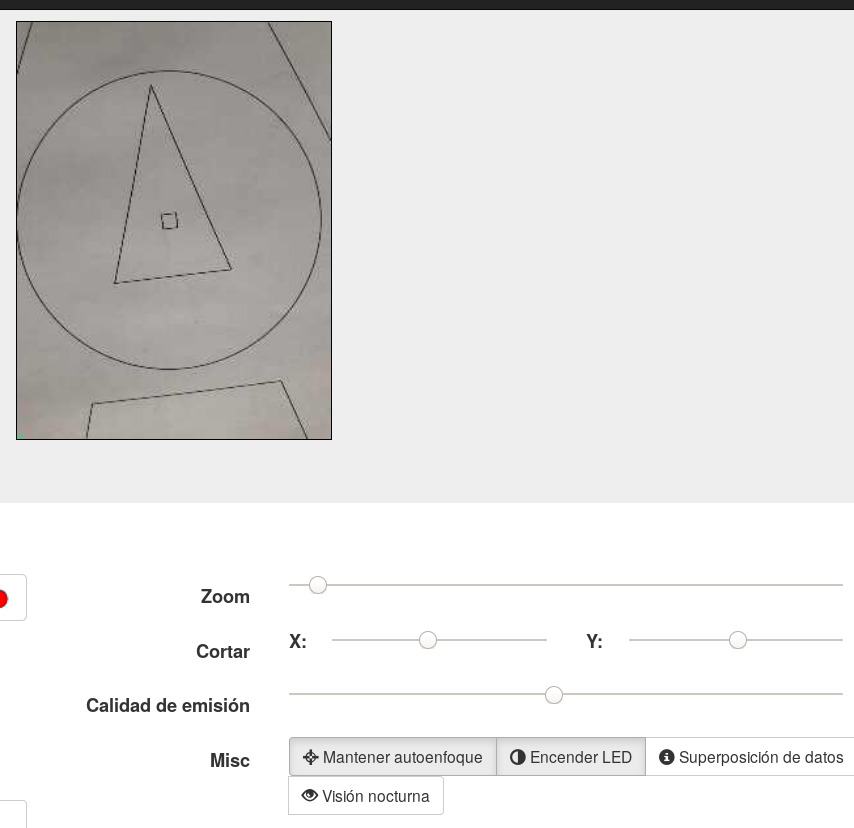 Zoom
Cortar X: Y:
Calidad de emisión
Misc Mantener autoenfoque Encender LED Superposición de datos
Visión nocturna